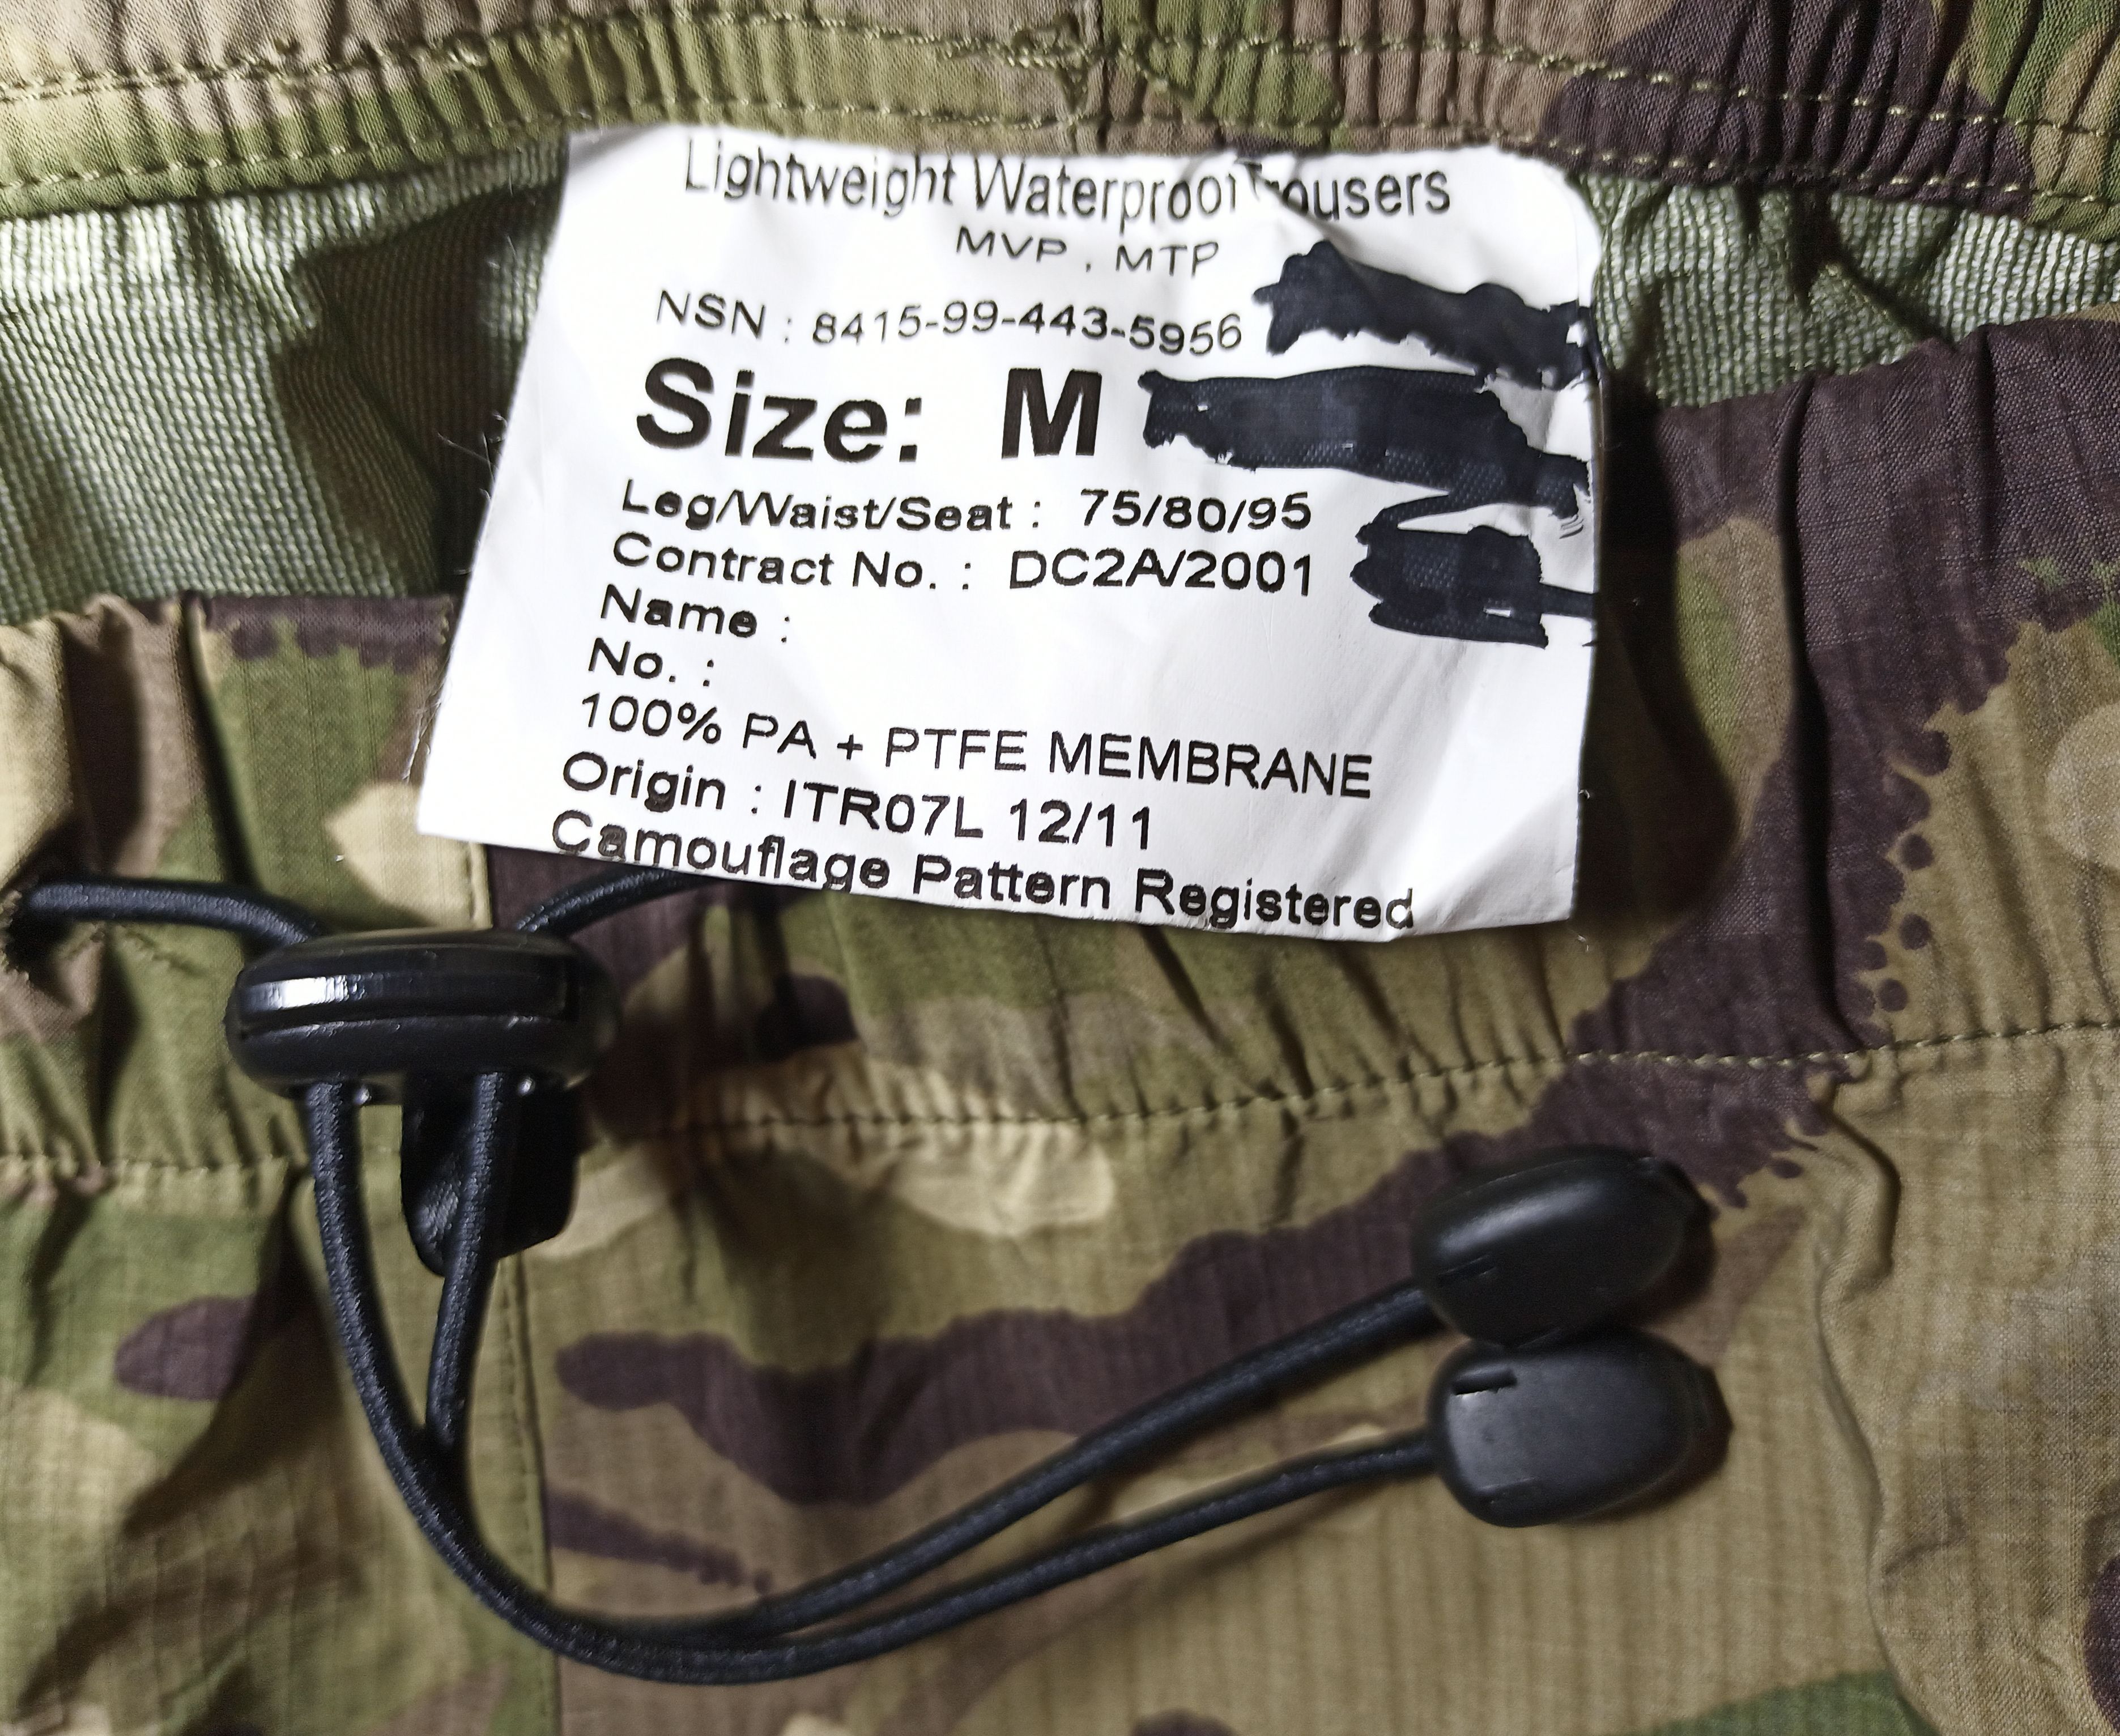 Lightweight Waterproof Trousers
MVP , MTP
NSN : 8415-99-443-5956
Size: M
Leg/Waist/Seat : 75/80/95
Contract No. : DC2A/2001
Name :
No. :
100% PA + PTFE MEMBRANE
Origin : ITR07L 12/11
Camouflage Pattern Registered